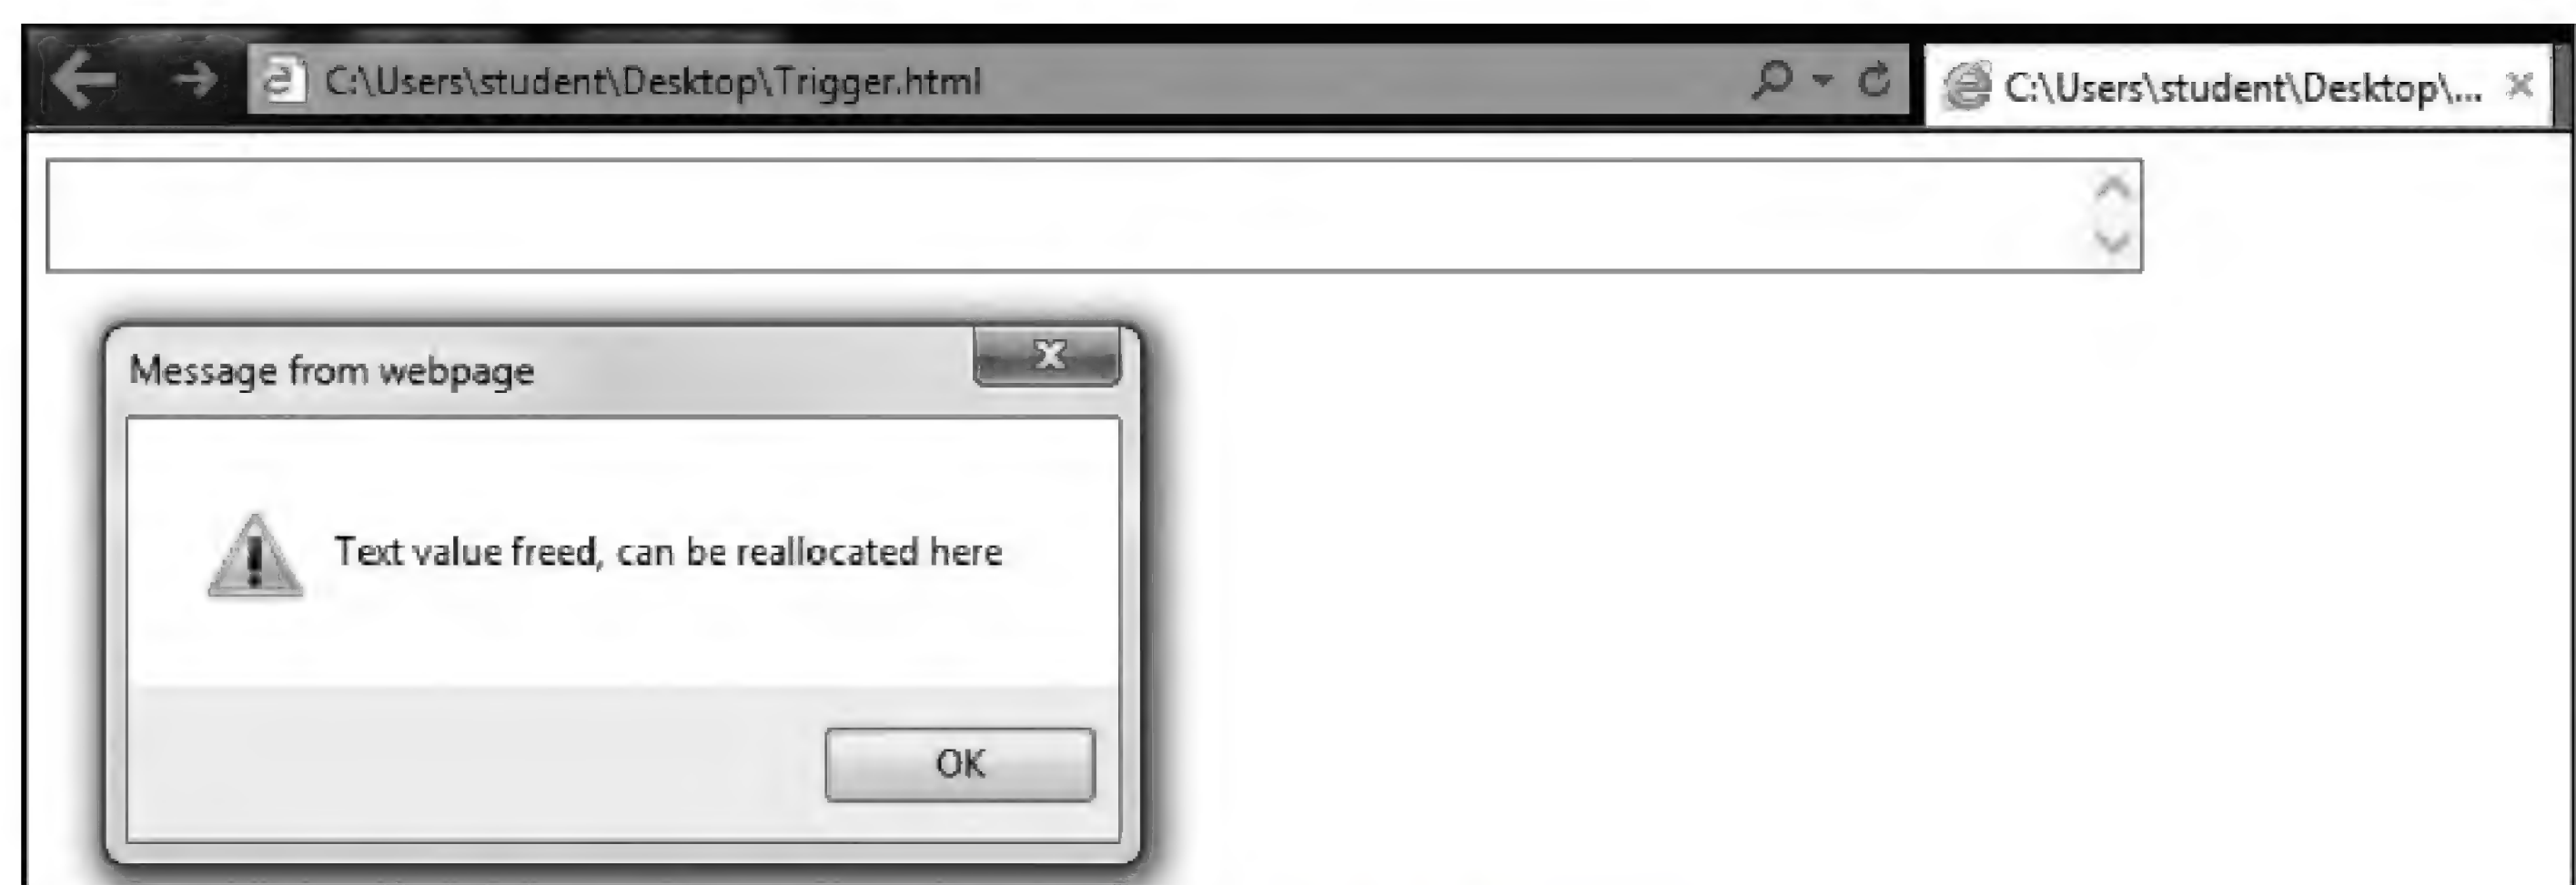 C:\Users\student\Desktop\Trigger.html
C:\Users\student\Desktop\...
Message from webpage
Text value freed, can be reallocated here
OK